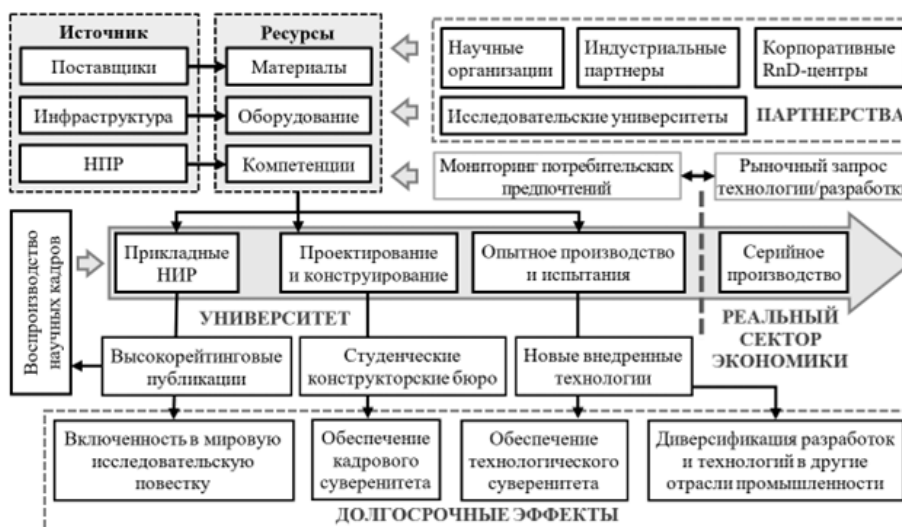 Источник
Ресурсы
Поставщики
Материалы
Инфраструктура
Оборудование
НПР
Компетенции
Научные
организации
Индустриальные
партнеры
Корпоративные
RnD-центры
Исследовательские университеты
ПАРТНЕРСТВА
Мониторинг потребительских
предпочтений
Рыночный запрос
технологии/разработки
Воспроизводство
научных кадров
Прикладные
НИР
Проектирование
и конструирование
Опытное производство
и испытания
Серийное
производство
УНИВЕРСИТЕТ
РЕАЛЬНЫЙ
СЕКТОР
ЭКОНОМИКИ
Высокорейтинговые
публикации
Студенческие
конструкторские бюро
Новые внедренные
технологии
Включенность в мировую
исследовательскую
повестку
Обеспечение
кадрового
суверенитета
Обеспечение
технологического
суверенитета
Диверсификация разработок
и технологий в другие
отрасли промышленности
ДОЛГОСРОЧНЫЕ ЭФФЕКТЫ